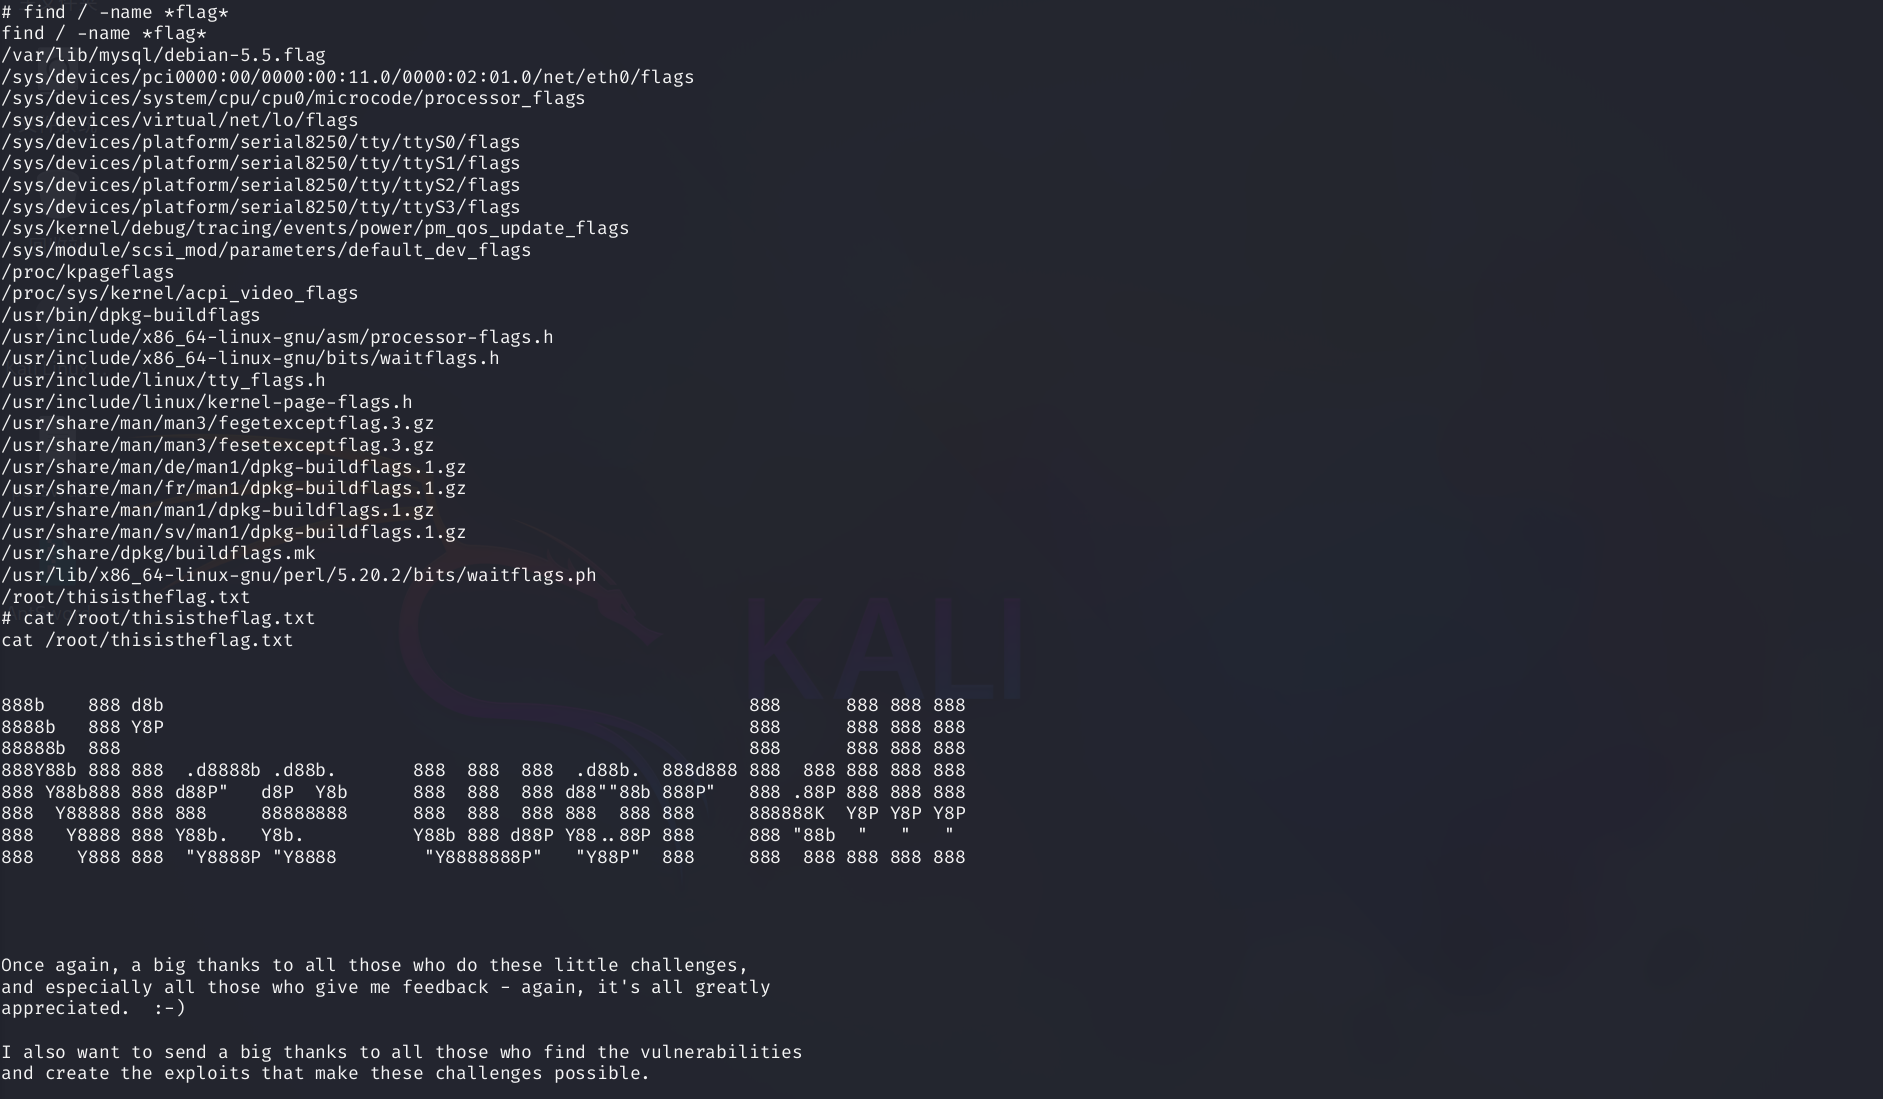 # find / -name *flag*
find / -name *flag*
/var/lib/mysql/debian-5.5.flag
/sys/devices/pci0000:00/0000:00:11.0/0000:02:01.0/net/eth0/flags
/sys/devices/system/cpu/cpu0/microcode/processor_flags
/sys/devices/virtual/net/lo/flags
/sys/devices/platform/serial8250/tty/ttyS0/flags
/sys/devices/platform/serial8250/tty/ttyS1/flags
/sys/devices/platform/serial8250/tty/ttyS2/flags
/sys/devices/platform/serial8250/tty/ttyS3/flags
/sys/kernel/debug/tracing/events/power/pm_qos_update_flags
/sys/module/scsi_mod/parameters/default_dev_flags
/proc/kpageflags
/proc/sys/kernel/acpi_video_flags
/usr/bin/dpkg-buildflags
/usr/include/x86_64-linux-gnu/asm/processor-flags.h
/usr/include/x86_64-linux-gnu/bits/waitflags.h
/usr/include/linux/tty_flags.h
/usr/include/linux/kernel-page-flags.h
/usr/share/man/man3/fegetexceptflag.3.gz
/usr/share/man/man3/fesetexceptflag.3.gz
/usr/share/man/de/man1/dpkg-buildflags.1.gz
/usr/share/man/fr/man1/dpkg-buildflags.1.gz
/usr/share/man/man1/dpkg-buildflags.1.gz
/usr/share/man/sv/man1/dpkg-buildflags.1.gz
/usr/share/dpkg/buildflags.mk
/usr/lib/x86_64-linux-gnu/perl/5.20.2/bits/waitflags.ph
/root/thisistheflag.txt
# cat /root/thisistheflag.txt
cat /root/thisistheflag.txt
KALI
888b    888 d8b                                                      888      888 888 888
8888b   888 Y8P                                                      888      888 888 888
88888b  888                                                          888      888 888 888
888Y88b 888 888  .d8888b .d88b.       888  888  888  .d88b.  888d888 888  888 888 888 888
888 Y88b888 888 d88P"   d8P  Y8b      888  888  888 d88""88b 888P"   888 .88P 888 888 888
888  Y88888 888 888     88888888      888  888  888 888  888 888     888888K  Y8P Y8P Y8P
888   Y8888 888 Y88b.   Y8b.          Y88b 888 d88P Y88..88P 888     888 "88b  "   "   "
888    Y888 888  "Y8888P "Y8888        "Y8888888P"   "Y88P"  888     888  888 888 888 888
Once again, a big thanks to all those who do these little challenges,
and especially all those who give me feedback - again, it's all greatly
appreciated.  :-)
I also want to send a big thanks to all those who find the vulnerabilities
and create the exploits that make these challenges possible.